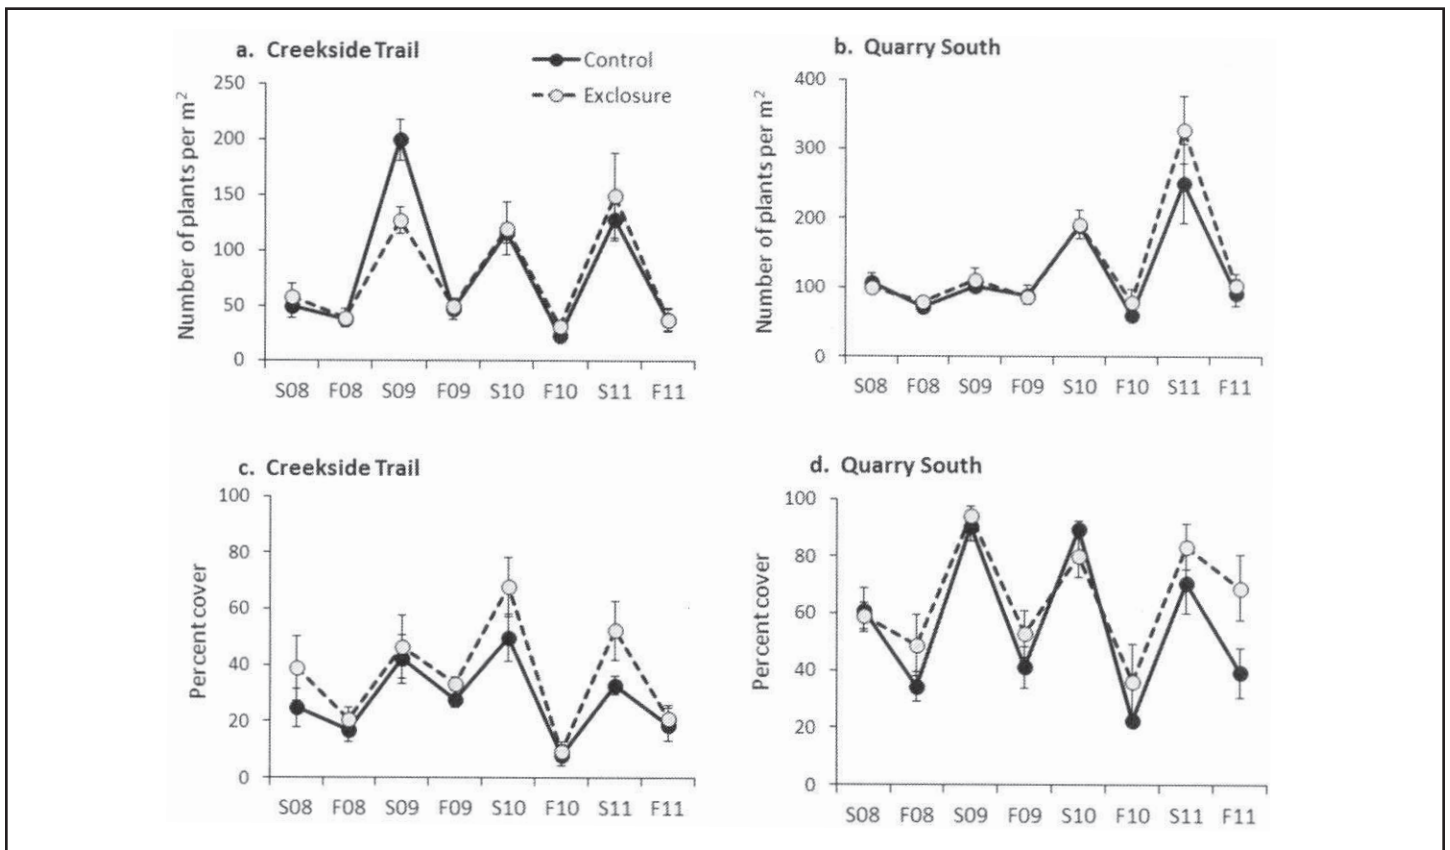 a. Creekside Trail
Control
Exclosure
Number of plants per m²
250
200
150
100
50
0
S08 F08 S09 F09 S10 F10 S11 F11
b. Quarry South
Number of plants per m²
400
300
200
100
0
S08 F08 S09 F09 S10 F10 S11 F11
c. Creekside Trail
Percent cover
100
80
60
40
20
0
S08 F08 S09 F09 S10 F10 S11 F11
d. Quarry South
Percent cover
100
80
60
40
20
0
S08 F08 S09 F09 S10 F10 S11 F11